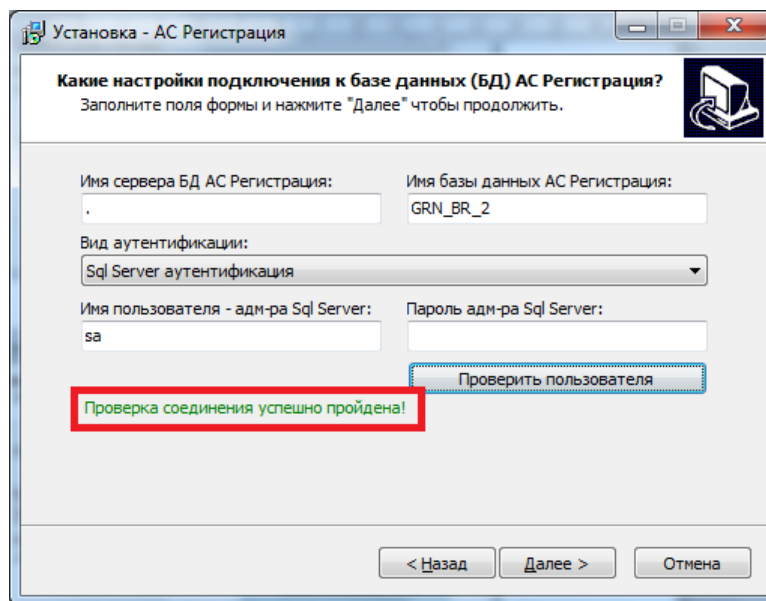 Установка - АС Регистрация
Какие настройки подключения к базе данных (БД) АС Регистрация?
Заполните поля формы и нажмите "Далее" чтобы продолжить.
Имя сервера БД АС Регистрация:
Имя базы данных АС Регистрация:
.
GRN_BR_2
Вид аутентификации:
Sql Server аутентификация
Имя пользователя - адм-ра Sql Server:
Пароль адм-ра Sql Server:
sa
Проверить пользователя
Проверка соединения успешно пройдена!
< Назад
Далее >
Отмена